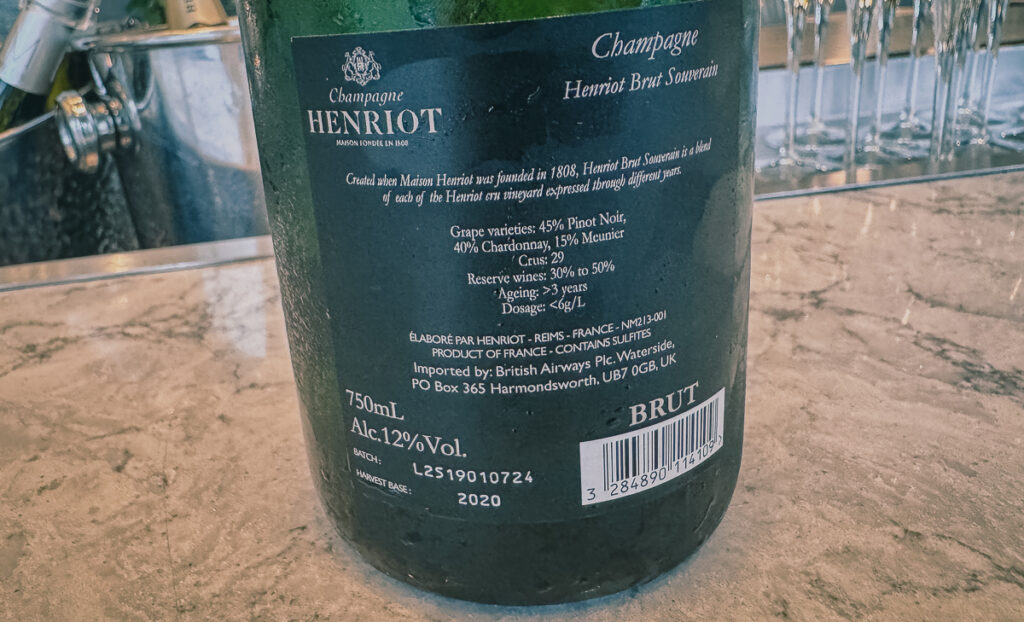 Champagne
HENRIOT
MAISON FONDÉE EN 1808
Champagne
Henriot Brut Souverain
Created when Maison Henriot was founded in 1808, Henriot Brut Souverain is a blend
of each of the Henriot cru vineyard expressed through different years.
Grape varieties: 45% Pinot Noir,
40% Chardonnay, 15% Meunier
Crus: 29
Reserve wines: 30% to 50%
Ageing: >3 years
Dosage: <6g/L
ÉLABORÉ PAR HENRIOT - REIMS - FRANCE - NM213-001
PRODUCT OF FRANCE - CONTAINS SULFITES
Imported by: British Airways Plc. Waterside,
PO Box 365 Harmondsworth. UB7 0GB, UK
750mL
Alc.12%Vol.
BATCH: L2519010724
HARVEST BASE: 2020
BRUT
3 284890 114109